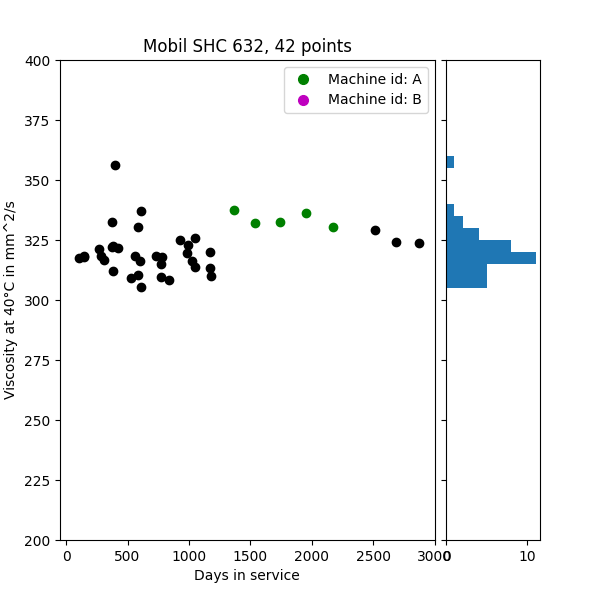 Mobil SHC 632, 42 points
Machine id: A
Machine id: B
Viscosity at 40°C in mm^2/s
400
375
350
325
300
275
250
225
200
0 500 1000 1500 2000 2500 3000
0 10
Days in service